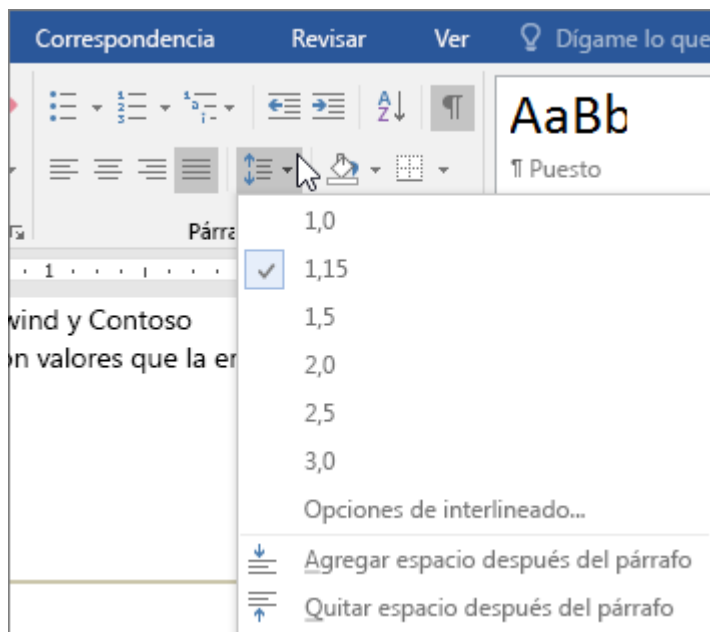 Correspondencia Revisar Ver Dígame lo que
AaBb
¶ Puesto
Párra
1
wind y Contoso
on valores que la en
1,0
1,15
1,5
2,0
2,5
3,0
Opciones de interlineado...
Agregar espacio después del párrafo
Quitar espacio después del párrafo